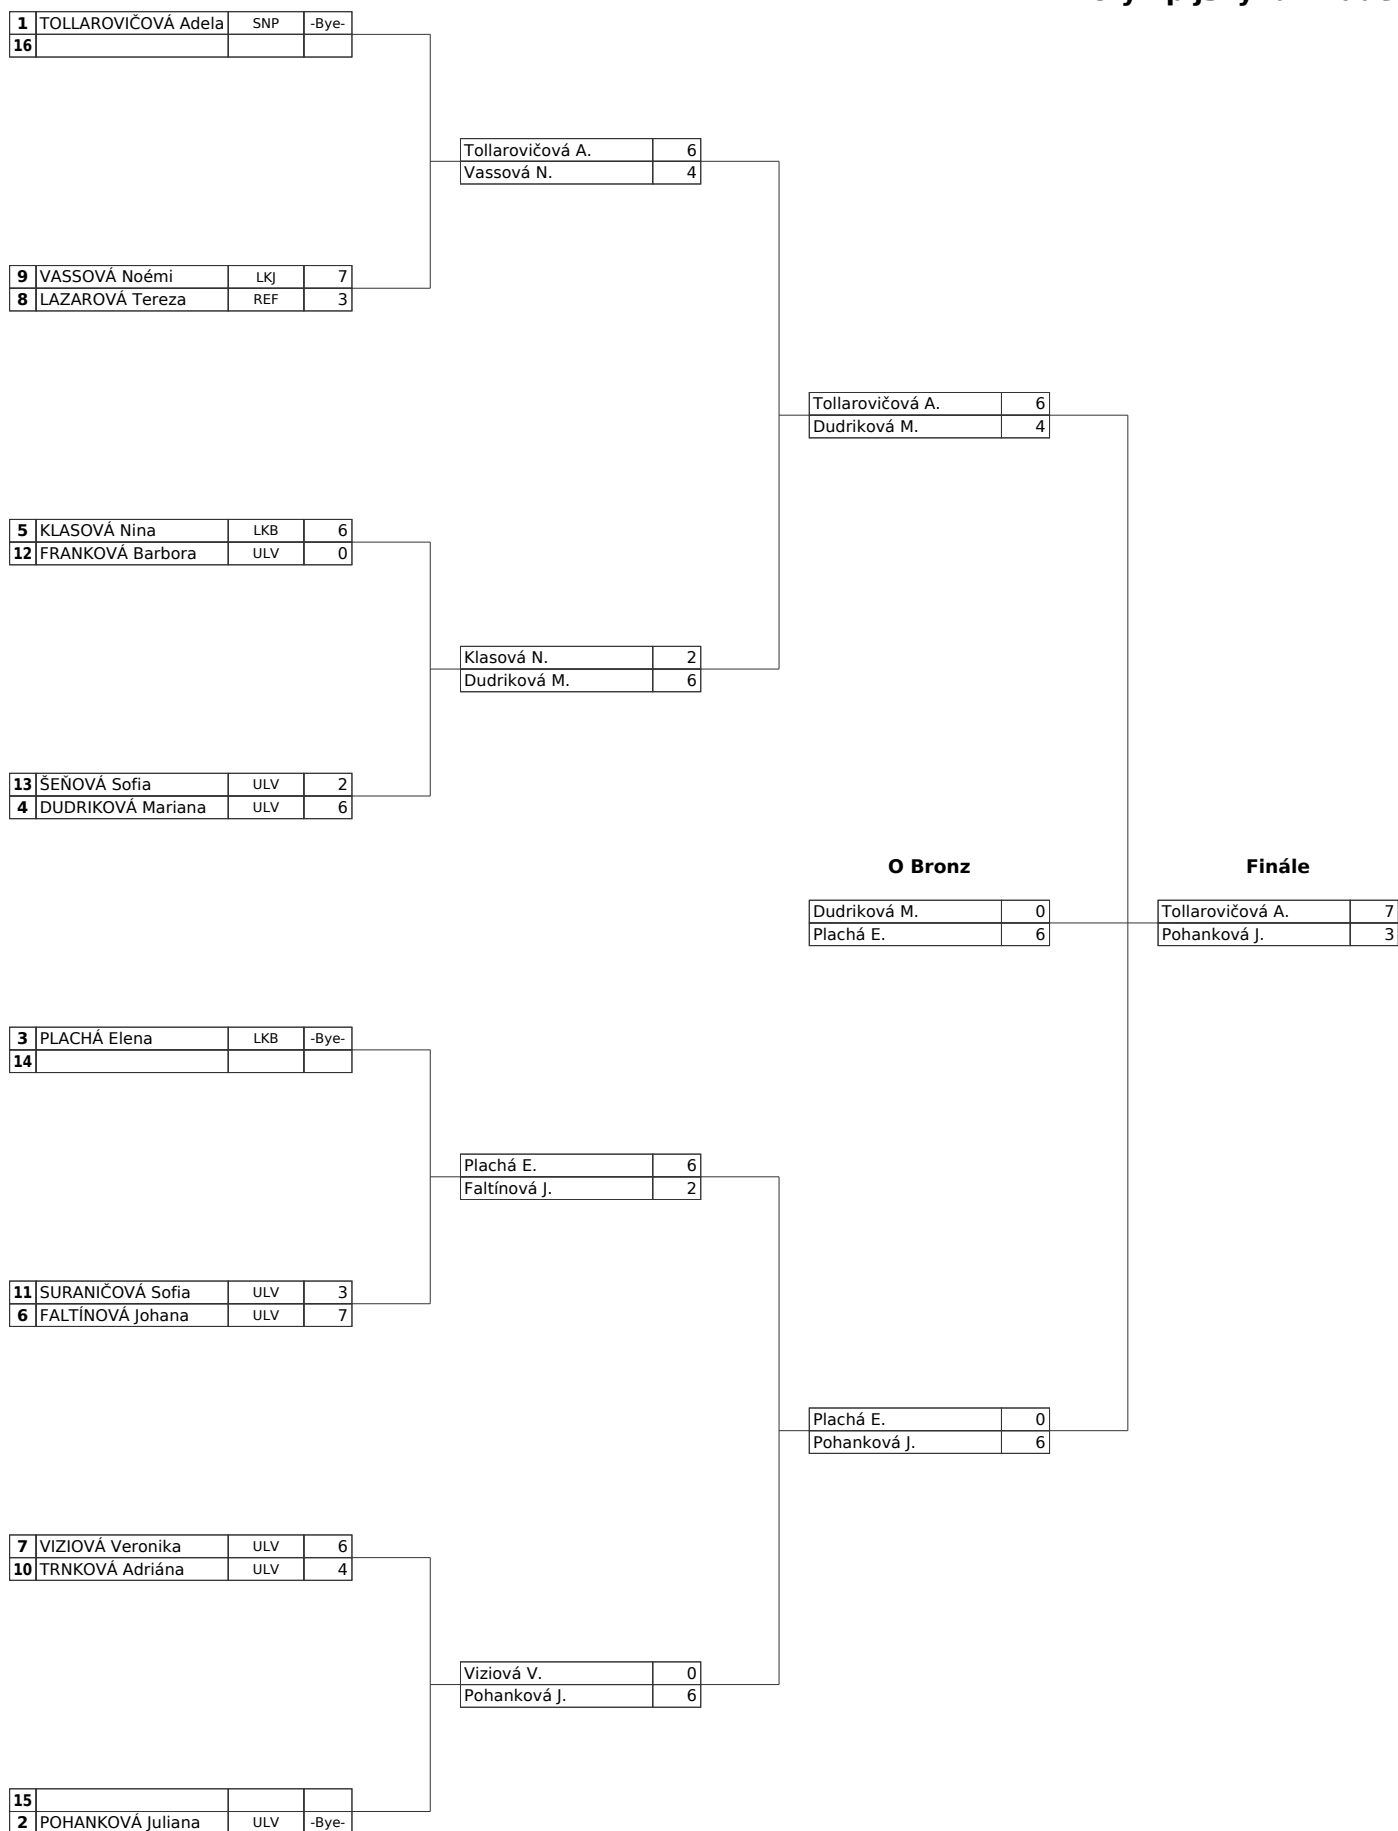 1 TOLLAROVIČOVÁ Adela SNP -Bye-
16
Tollarovičová A. 6
Vassová N. 4
9 VASSOVÁ Noémi LKJ 7
8 LAZAROVÁ Tereza REF 3
Tollarovičová A. 6
Dudriková M. 4
5 KLASOVÁ Nina LKB 6
12 FRANKOVÁ Barbora ULV 0
Klasová N. 2
Dudriková M. 6
13 ŠEŇOVÁ Sofia ULV 2
4 DUDRIKOVÁ Mariana ULV 6
O Bronz Finále
Dudriková M. 0 Tollarovičová A. 7
Plachá E. 6 Pohanková J. 3
3 PLACHÁ Elena LKB -Bye-
14
Plachá E. 6
Faltínová J. 2
11 SURANIČOVÁ Sofia ULV 3
6 FALTÍNOVÁ Johana ULV 7
Plachá E. 0
Pohanková J. 6
7 VIZIOVÁ Veronika ULV 6
10 TRNKOVÁ Adriána ULV 4
Viziová V. 0
Pohanková J. 6
15
2 POHANKOVÁ Juliana ULV -Bye-